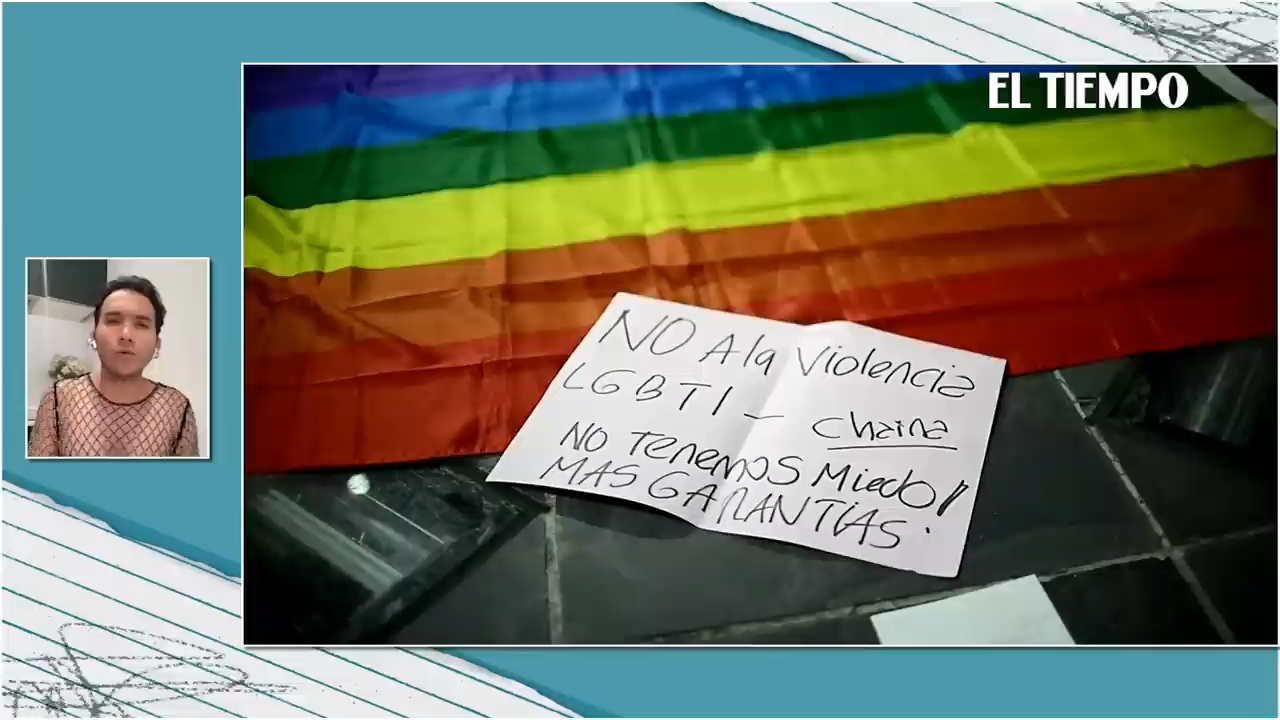 EL TIEMPO
NO A la Violencia
LGBTI — Chaina
NO TENEMOS MIEDO!!
MAS GARANTIAS.